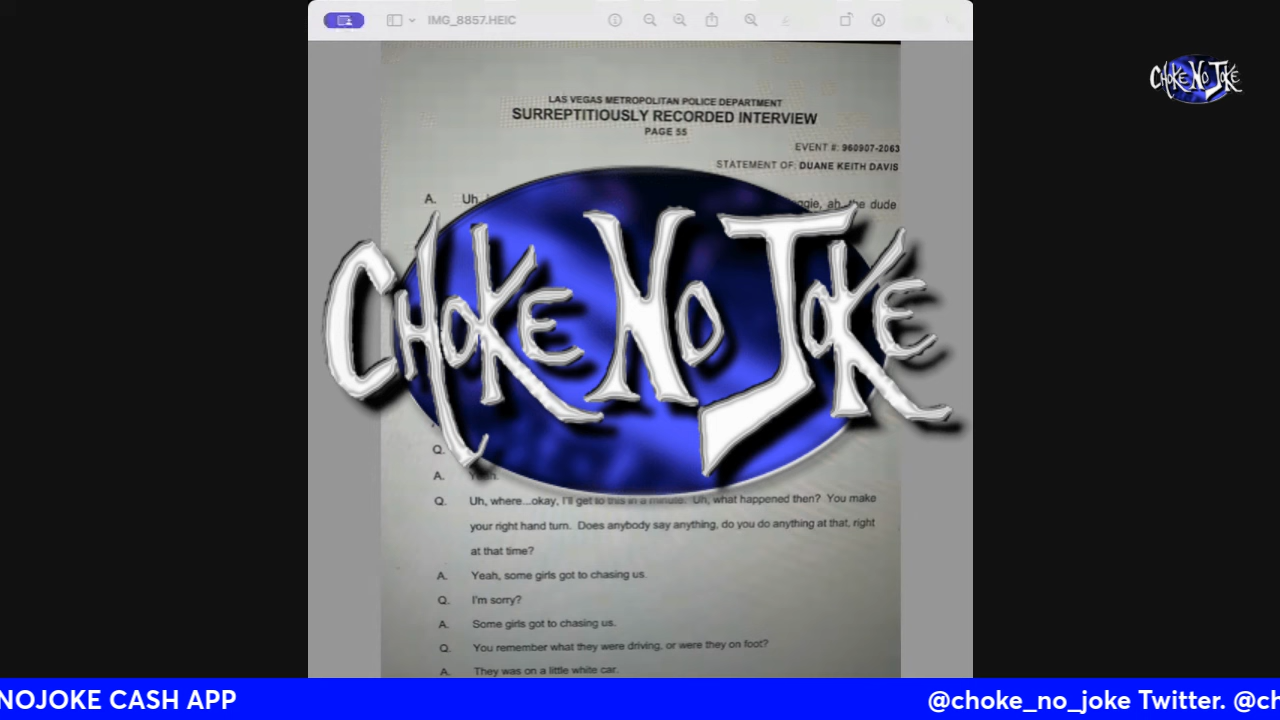 IMG_8857.HEIC
CHOKE NO JOKE
LAS VEGAS METROPOLITAN POLICE DEPARTMENT
SURREPTITIOUSLY RECORDED INTERVIEW
PAGE 55
EVENT #: 960907-2063
STATEMENT OF: DUANE KEITH DAVIS
A. Uh, ah, the dude
CHOKE NO JOKE
Q.
A. Yeah.
Q. Uh, where...okay, I'll get to this in a minute. Uh, what happened then? You make
your right hand turn. Does anybody say anything, do you do anything at that, right
at that time?
A. Yeah, some girls got to chasing us.
Q. I'm sorry?
A. Some girls got to chasing us.
Q. You remember what they were driving, or were they on foot?
A. They was on a little white car.
NOJOKE CASH APP @choke_no_joke Twitter. @ch